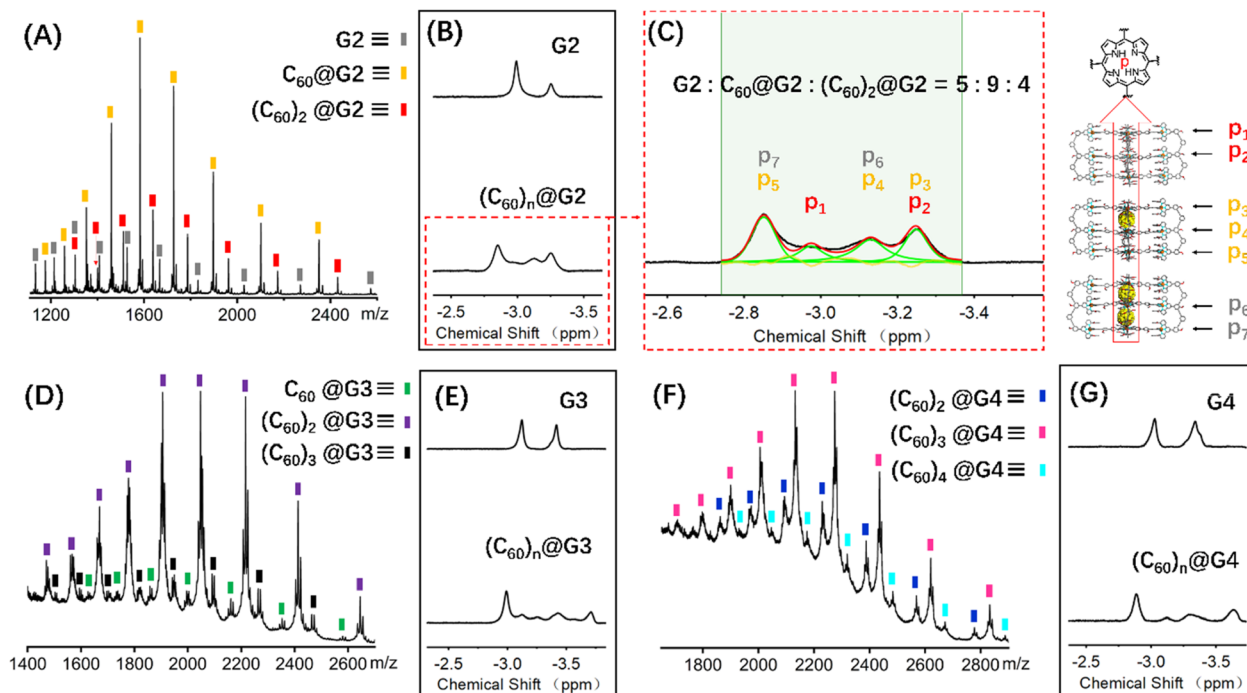 (A)
G2 ≡
C₆₀@G2 ≡
(C₆₀)₂ @G2 ≡
1200 1600 2000 2400 m/z
(B)
G2
(C₆₀)ₙ@G2
-2.5 -3.0 -3.5
Chemical Shift (ppm)
(C)
G2 : C₆₀@G2 : (C₆₀)₂@G2 = 5 : 9 : 4
p₇ p₆
p₅ p₄ p₃
p₁ p₂
-2.6 -2.8 -3.0 -3.2 -3.4
Chemical Shift (ppm)
NH N
p
N HN
p₁
p₂
p₃
p₄
p₅
p₆
p₇
(D)
C₆₀ @G3≡
(C₆₀)₂ @G3≡
(C₆₀)₃ @G3≡
1400 1600 1800 2000 2200 2400 2600 m/z
(E)
G3
(C₆₀)ₙ@G3
-2.5 -3.0 -3.5
Chemical Shift (ppm)
(F)
(C₆₀)₂ @G4≡
(C₆₀)₃ @G4≡
(C₆₀)₄ @G4≡
1800 2000 2200 2400 2600 2800 m/z
(G)
G4
(C₆₀)ₙ@G4
-2.5 -3.0 -3.5
Chemical Shift (ppm)